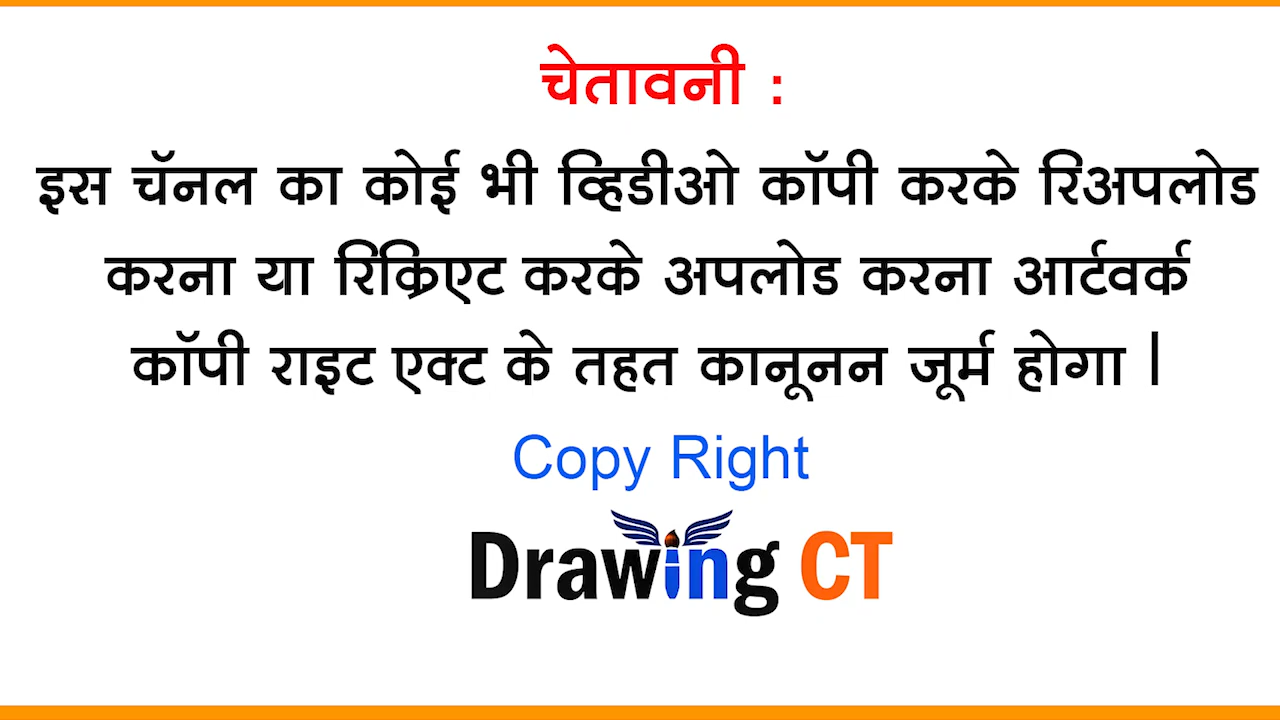 चेतावनी :
इस चॅनल का कोई भी व्हिडीओ कॉपी करके रिअपलोड
करना या रिक्रिएट करके अपलोड करना आर्टवर्क
कॉपी राइट एक्ट के तहत कानूनन जूर्म होगा |
Copy Right
Drawing CT